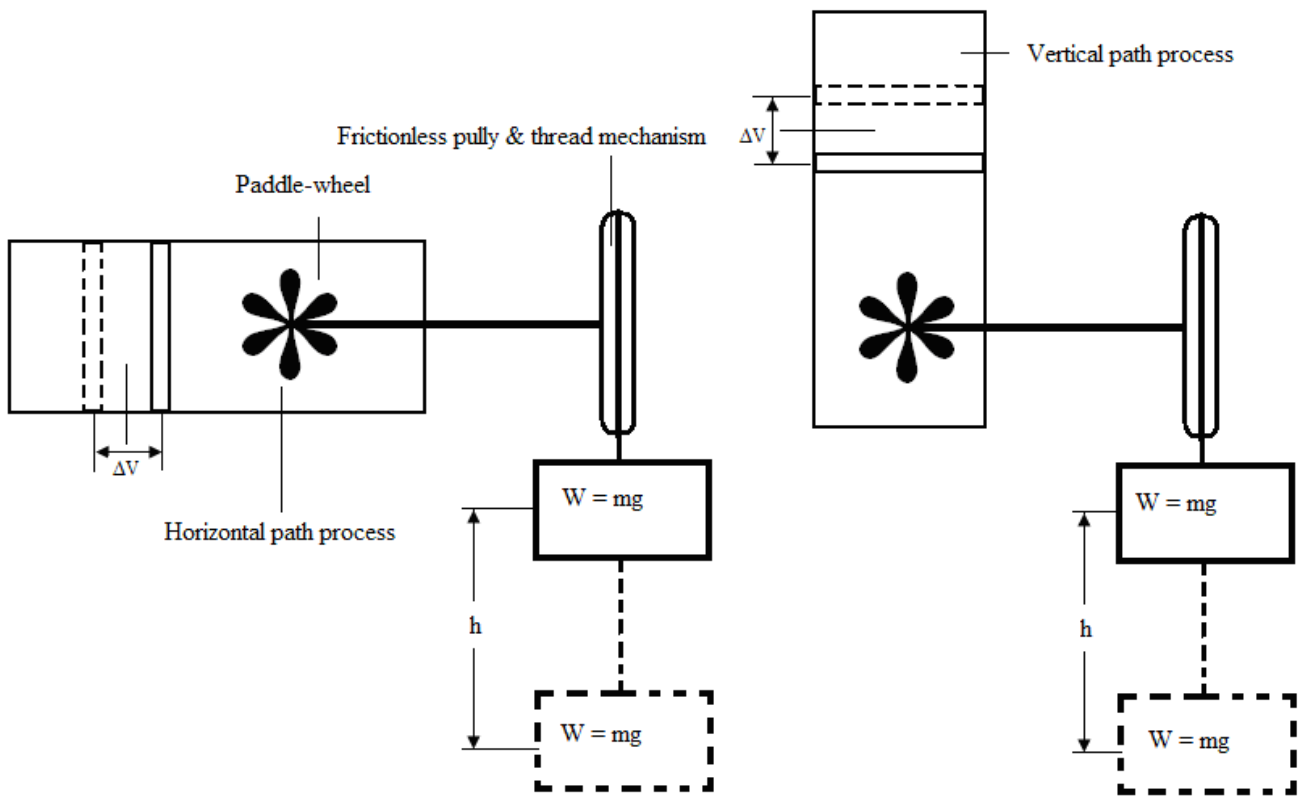 Vertical path process
Frictionless pully & thread mechanism
ΔV
Paddle-wheel
ΔV
Horizontal path process
W = mg
W = mg
h
h
W = mg
W = mg